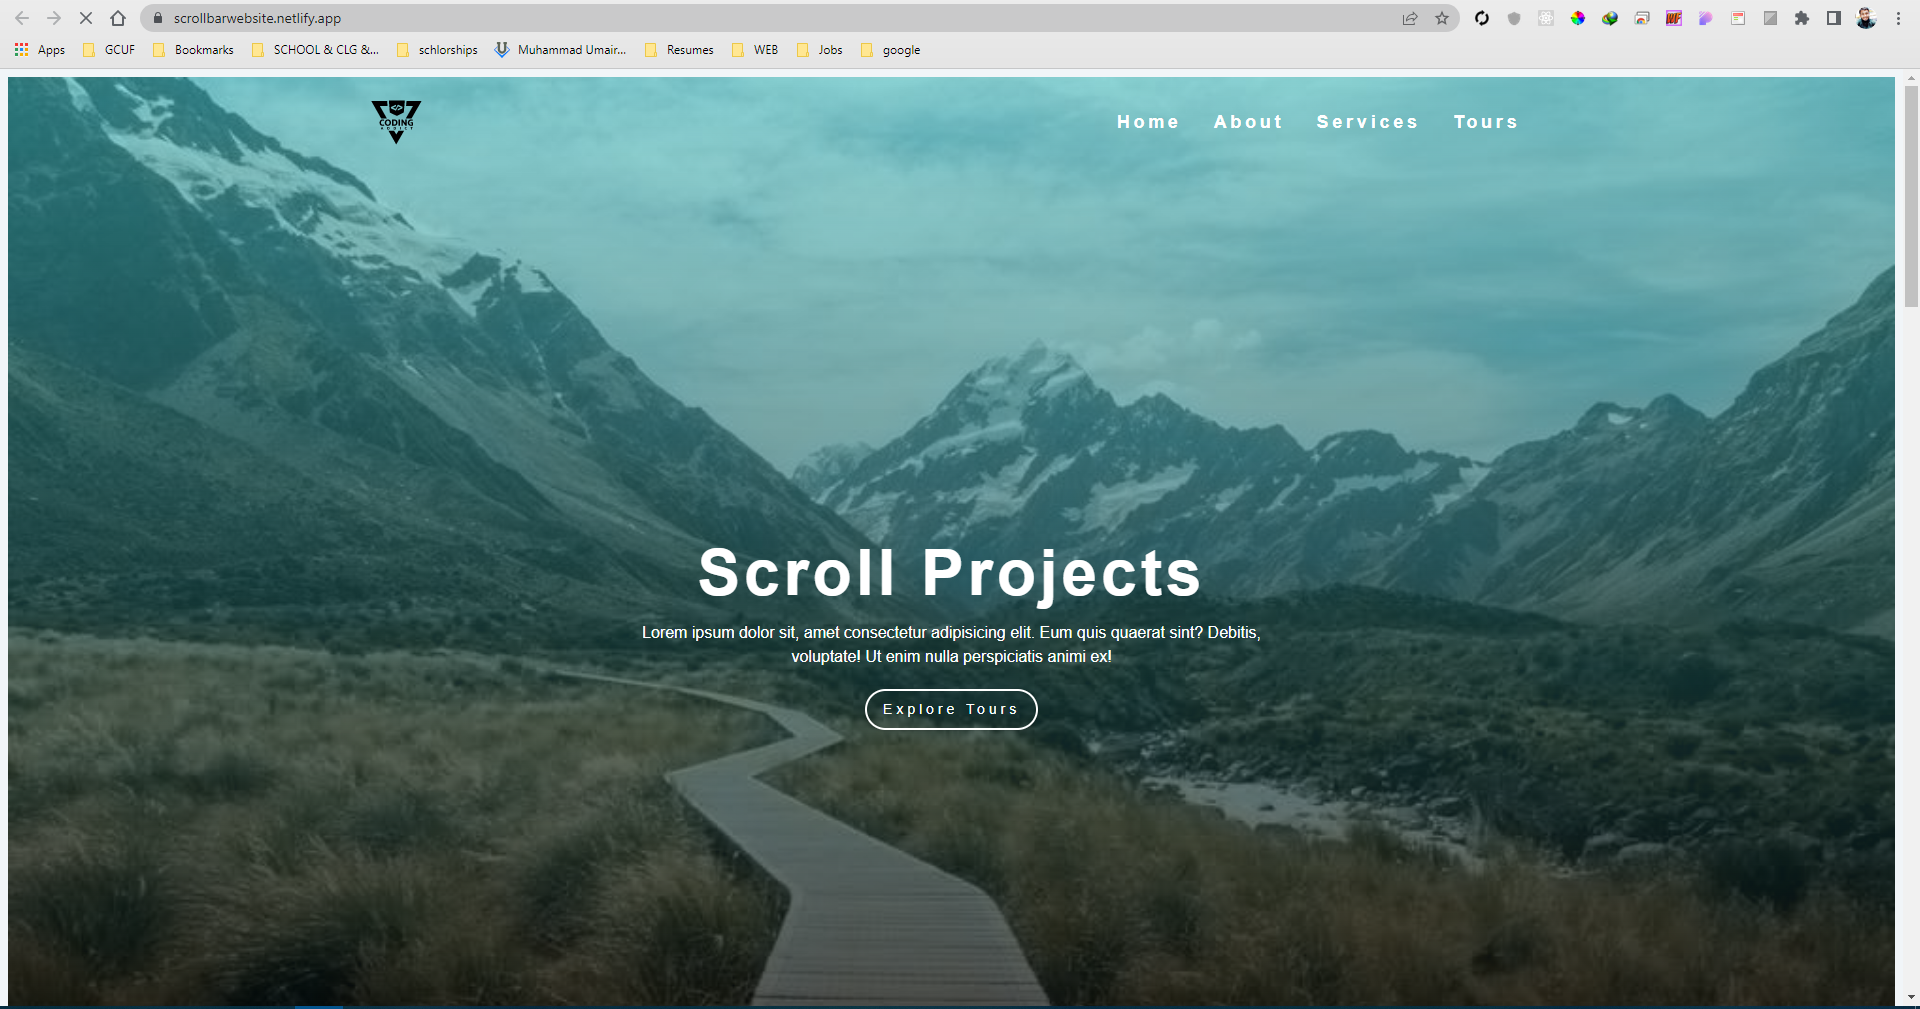 scrollbarwebsite.netlify.app
Apps GCUF Bookmarks SCHOOL & CLG &... schlorships Muhammad Umair... Resumes WEB Jobs google
CODING
ADDICT
Home About Services Tours
Scroll Projects
Lorem ipsum dolor sit, amet consectetur adipisicing elit. Eum quis quaerat sint? Debitis,
voluptate! Ut enim nulla perspiciatis animi ex!
Explore Tours